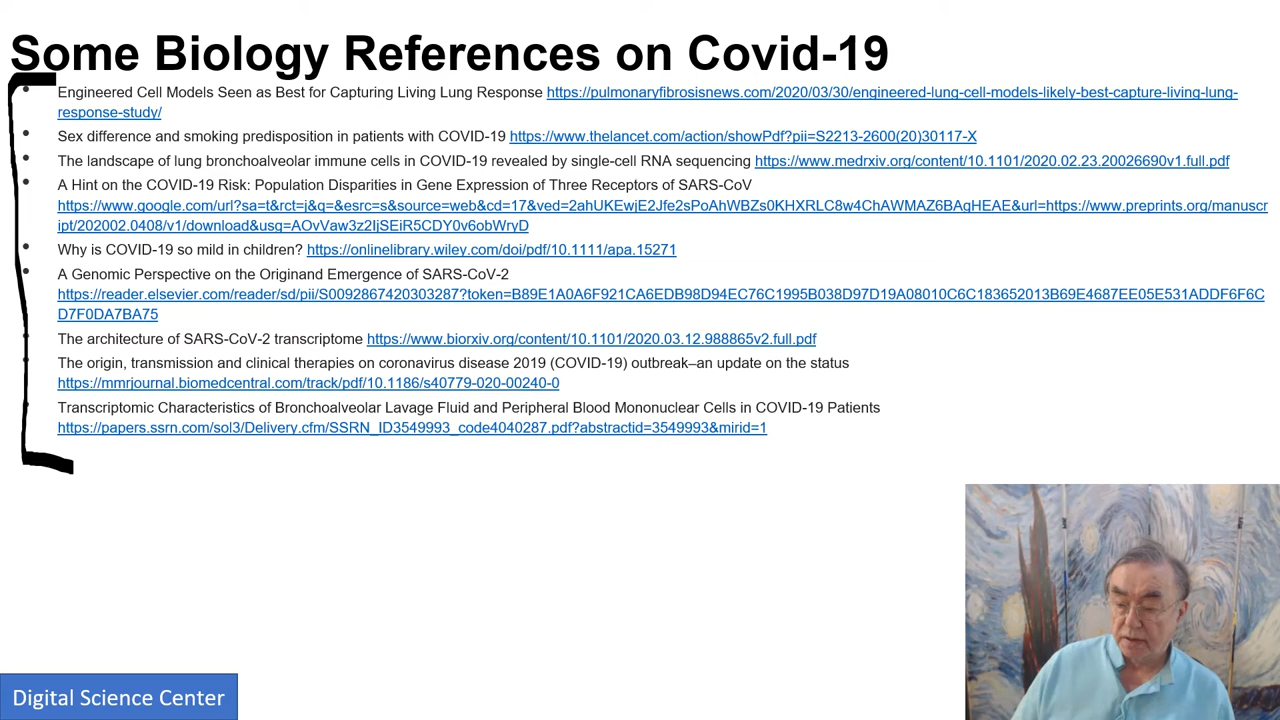 Some Biology References on Covid-19
• Engineered Cell Models Seen as Best for Capturing Living Lung Response https://pulmonaryfibrosisnews.com/2020/03/30/engineered-lung-cell-models-likely-best-capture-living-lung-
response-study/
• Sex difference and smoking predisposition in patients with COVID-19 https://www.thelancet.com/action/showPdf?pii=S2213-2600(20)30117-X
• The landscape of lung bronchoalveolar immune cells in COVID-19 revealed by single-cell RNA sequencing https://www.medrxiv.org/content/10.1101/2020.02.23.20026690v1.full.pdf
• A Hint on the COVID-19 Risk: Population Disparities in Gene Expression of Three Receptors of SARS-CoV
https://www.google.com/url?sa=t&rct=j&q=&esrc=s&source=web&cd=17&ved=2ahUKEwjE2Jfe2sPoAhWBZs0KHXRLC8w4ChAWMAZ6BAgHEAE&url=https://www.preprints.org/manuscr
ipt/202002.0408/v1/download&usg=AOvVaw3z2IjSEiR5CDY0v6obWryD
• Why is COVID-19 so mild in children? https://onlinelibrary.wiley.com/doi/pdf/10.1111/apa.15271
• A Genomic Perspective on the Originand Emergence of SARS-CoV-2
https://reader.elsevier.com/reader/sd/pii/S0092867420303287?token=B89E1A0A6F921CA6EDB98D94EC76C1995B038D97D19A08010C6C183652013B69E4687EE05E531ADDF6F6C
D7F0DA7BA75
The architecture of SARS-CoV-2 transcriptome https://www.biorxiv.org/content/10.1101/2020.03.12.988865v2.full.pdf
The origin, transmission and clinical therapies on coronavirus disease 2019 (COVID-19) outbreak–an update on the status
https://mmrjournal.biomedcentral.com/track/pdf/10.1186/s40779-020-00240-0
Transcriptomic Characteristics of Bronchoalveolar Lavage Fluid and Peripheral Blood Mononuclear Cells in COVID-19 Patients
https://papers.ssrn.com/sol3/Delivery.cfm/SSRN_ID3549993_code4040287.pdf?abstractid=3549993&mirid=1
Digital Science Center